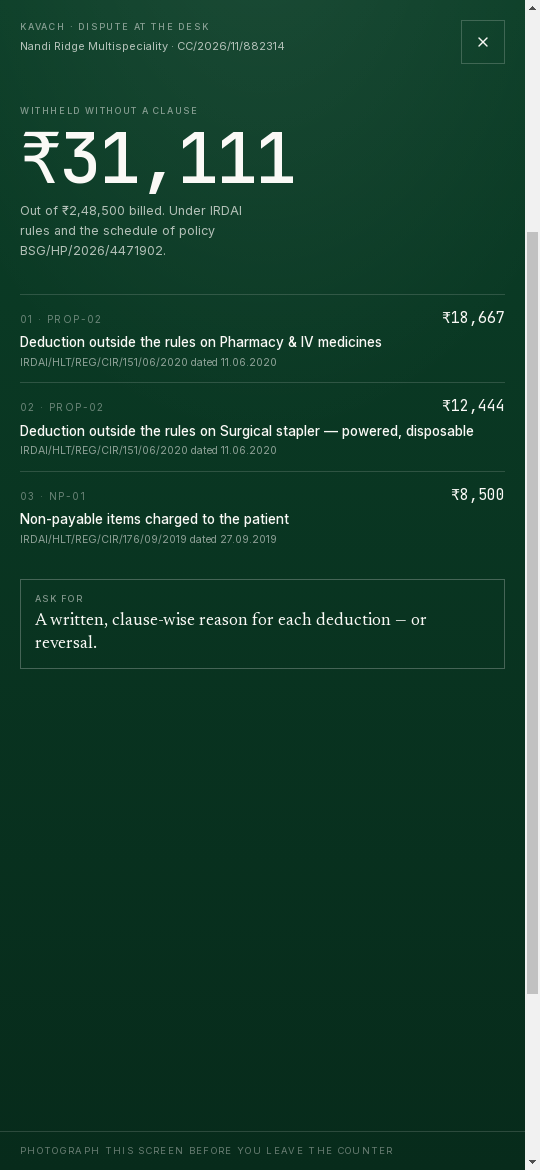 KAVACH · DISPUTE AT THE DESK
Nandi Ridge Multispeciality · CC/2026/11/882314
×
WITHHELD WITHOUT A CLAUSE
₹31,111
Out of ₹2,48,500 billed. Under IRDAI
rules and the schedule of policy
BSG/HP/2026/4471902.
01 · PROP-02
₹18,667
Deduction outside the rules on Pharmacy & IV medicines
IRDAI/HLT/REG/CIR/151/06/2020 dated 11.06.2020
02 · PROP-02
₹12,444
Deduction outside the rules on Surgical stapler — powered, disposable
IRDAI/HLT/REG/CIR/151/06/2020 dated 11.06.2020
03 · NP-01
₹8,500
Non-payable items charged to the patient
IRDAI/HLT/REG/CIR/176/09/2019 dated 27.09.2019
ASK FOR
A written, clause-wise reason for each deduction — or
reversal.
PHOTOGRAPH THIS SCREEN BEFORE YOU LEAVE THE COUNTER